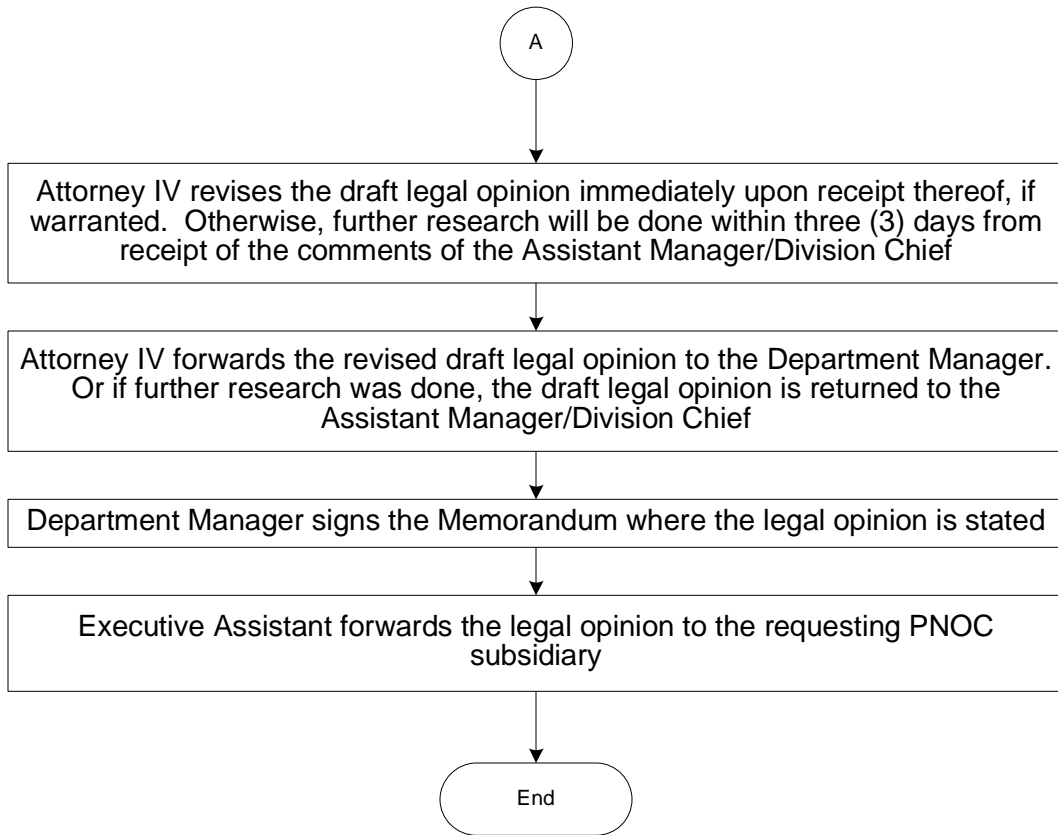 A
Attorney IV revises the draft legal opinion immediately upon receipt thereof, if
warranted.  Otherwise, further research will be done within three (3) days from
receipt of the comments of the Assistant Manager/Division Chief
Attorney IV forwards the revised draft legal opinion to the Department Manager.
Or if further research was done, the draft legal opinion is returned to the
Assistant Manager/Division Chief
Department Manager signs the Memorandum where the legal opinion is stated
Executive Assistant forwards the legal opinion to the requesting PNOC
subsidiary
End